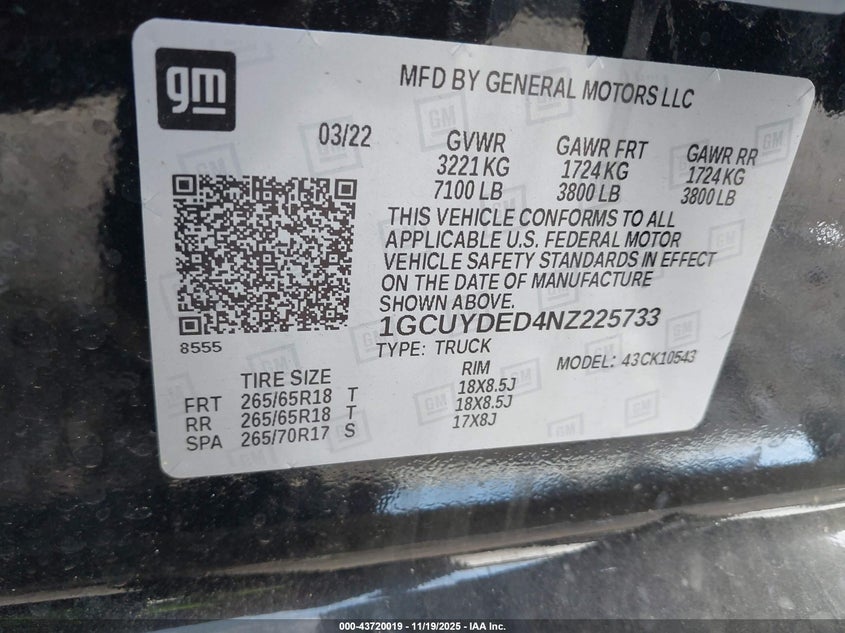 gm
MFD BY GENERAL MOTORS LLC
03/22
GVWR GAWR FRT GAWR RR
3221 KG 1724 KG 1724 KG
7100 LB 3800 LB 3800 LB
THIS VEHICLE CONFORMS TO ALL
APPLICABLE U.S. FEDERAL MOTOR
VEHICLE SAFETY STANDARDS IN EFFECT
ON THE DATE OF MANUFACTURE
SHOWN ABOVE.
1GCUYDED4NZ225733
8555
TYPE: TRUCK MODEL: 43CK10543
TIRE SIZE RIM
FRT 265/65R18 T 18X8.5J
RR 265/65R18 T 18X8.5J
SPA 265/70R17 S 17X8J
000-43720019 - 11/19/2025 - IAA Inc.